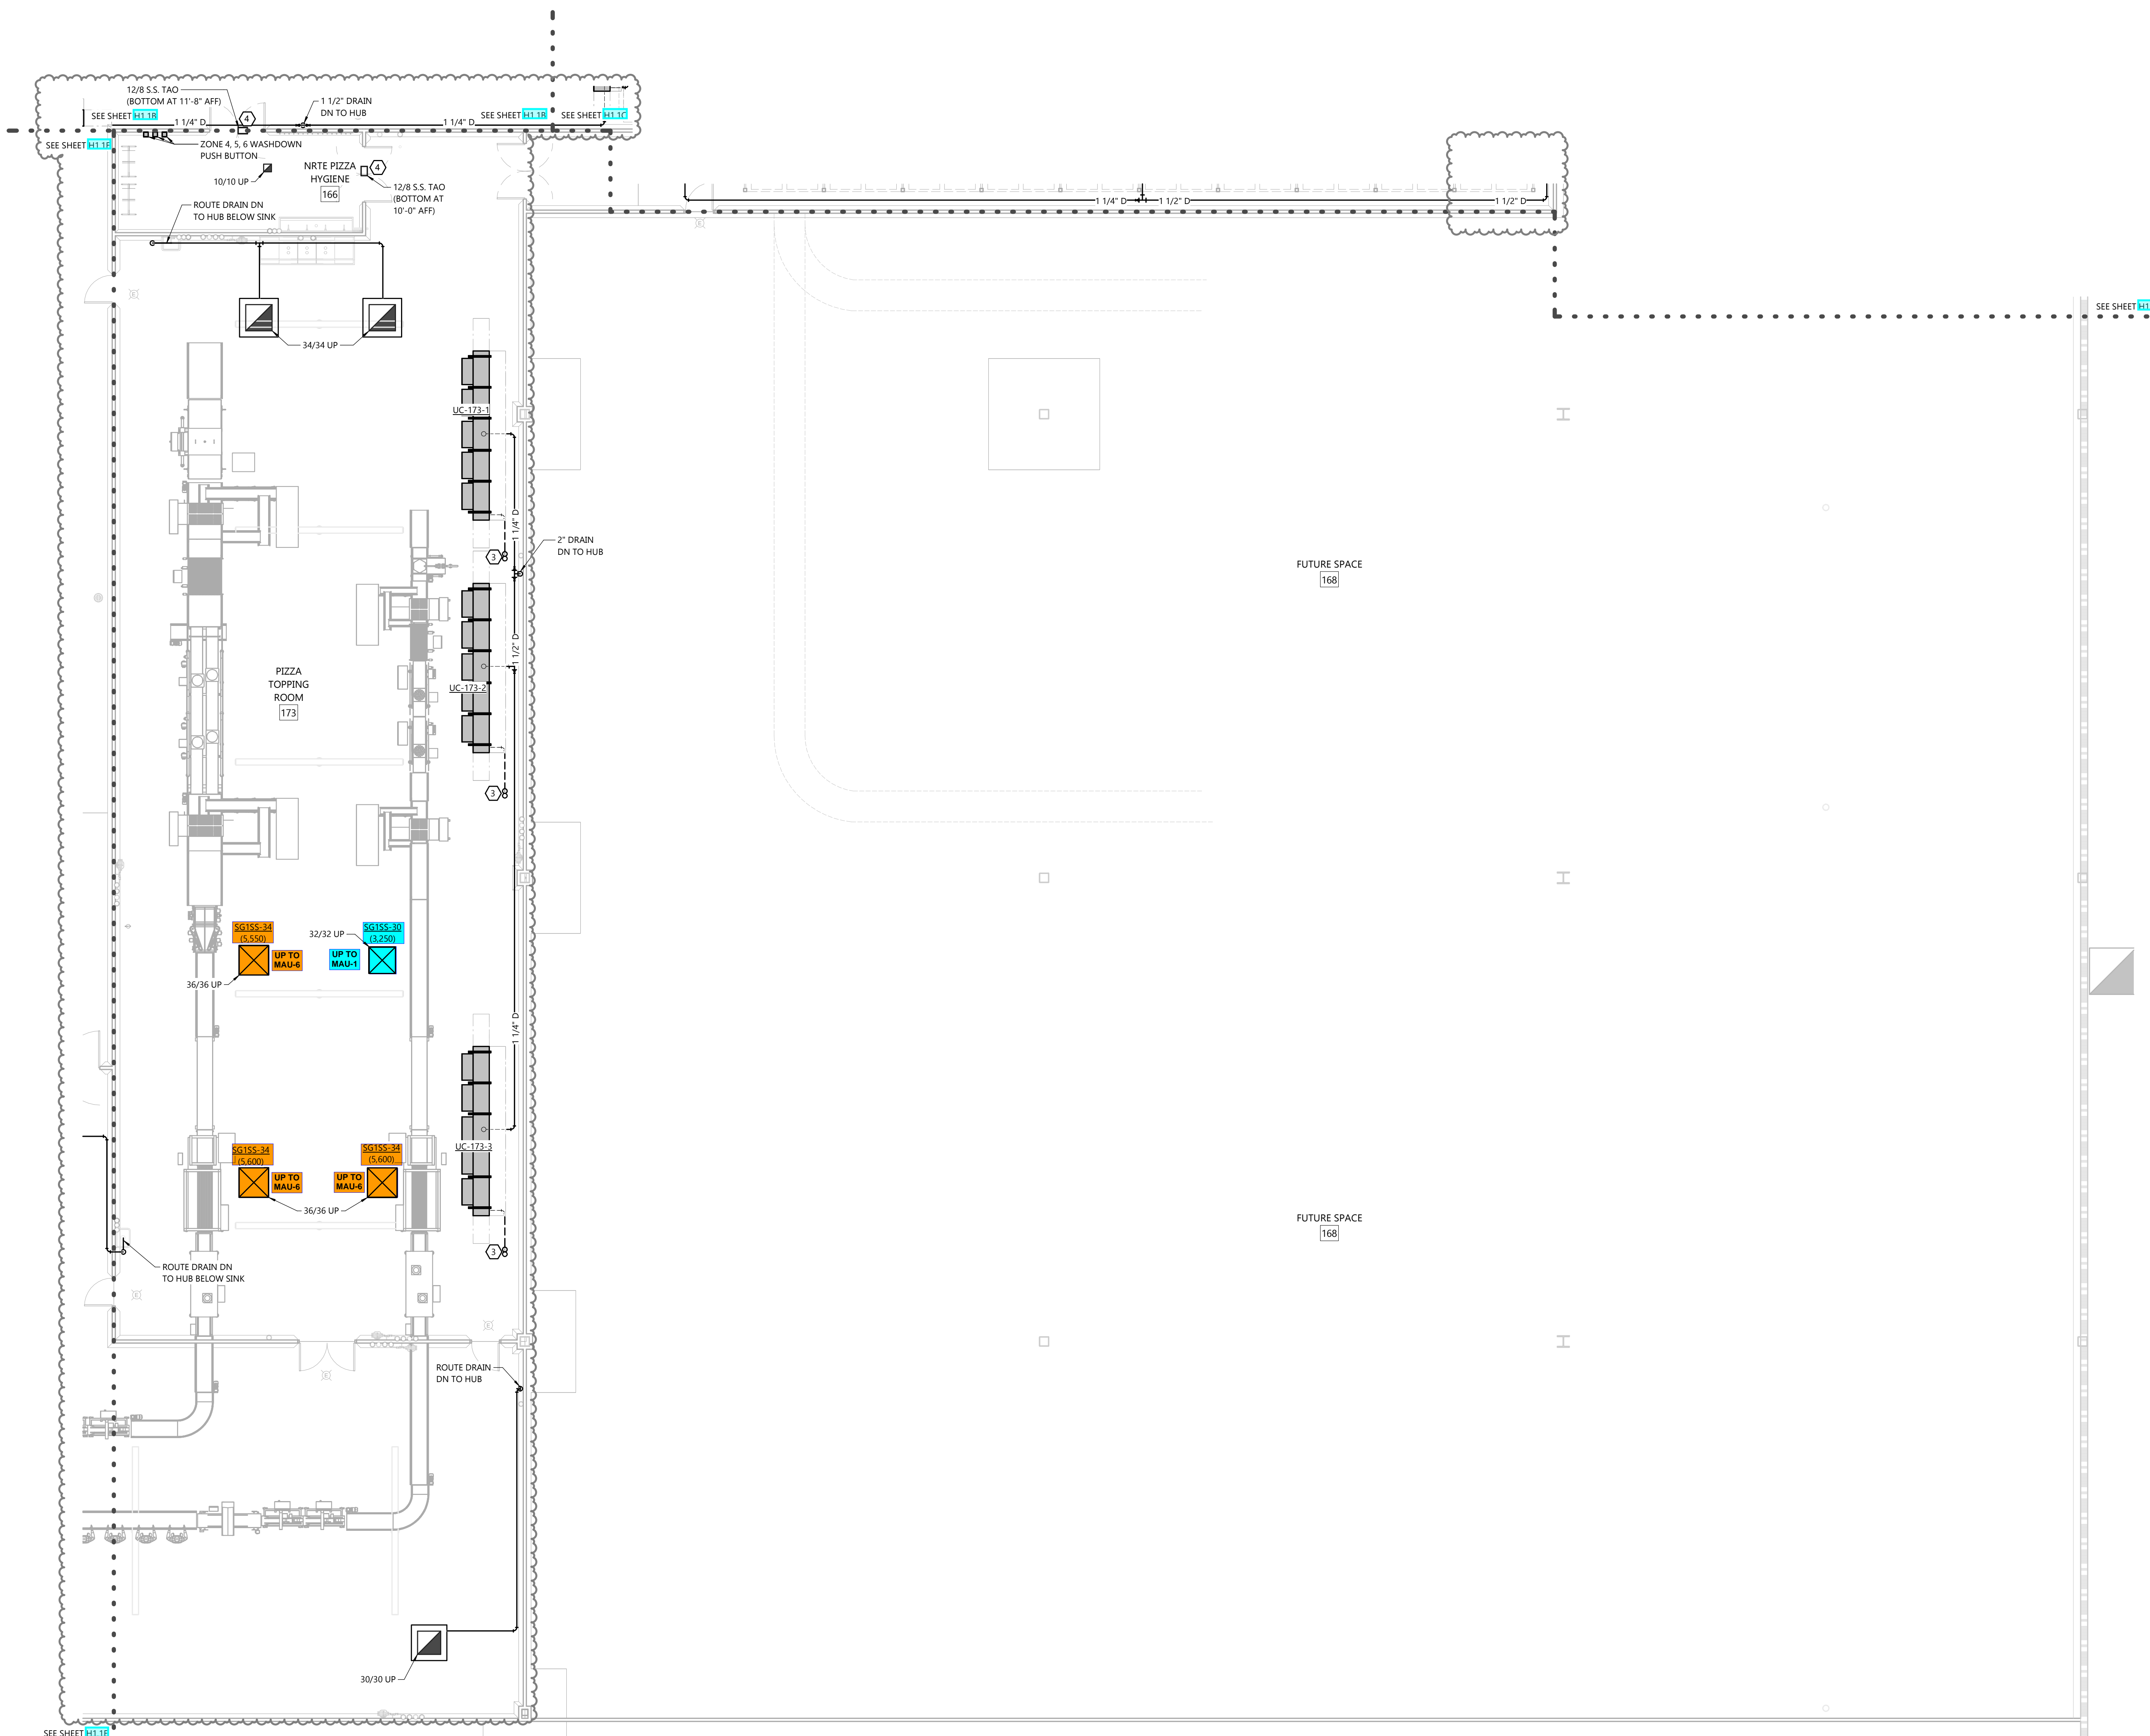 12/8 S.S. TAO
(BOTTOM AT 11'-8" AFF)
1 1/2" DRAIN
DN TO HUB
4
SEE SHEET H1.1B
1 1/4" D
1 1/4" D
SEE SHEET H1.1B
SEE SHEET H1.1C
SEE SHEET H1.1F
ZONE 4, 5, 6 WASHDOWN
PUSH BUTTON
NRTE PIZZA
HYGIENE
166
4
10/10 UP
12/8 S.S. TAO
(BOTTOM AT
10'-0" AFF)
ROUTE DRAIN DN
TO HUB BELOW SINK
1 1/4" D
1 1/2" D
1 1/2" D
SEE SHEET H1
34/34 UP
UC-173-1
1 1/4" D
2" DRAIN
DN TO HUB
3
FUTURE SPACE
168
1 1/2" D
PIZZA
TOPPING
ROOM
173
UC-173-2
3
SG1SS-34
(5,550)
UP TO
MAU-6
36/36 UP
32/32 UP
SG1SS-30
(3,250)
UP TO
MAU-1
1 1/4" D
SG1SS-34
(5,600)
UP TO
MAU-6
SG1SS-34
(5,600)
UP TO
MAU-6
36/36 UP
UC-173-3
3
FUTURE SPACE
168
ROUTE DRAIN DN
TO HUB BELOW SINK
ROUTE DRAIN
DN TO HUB
30/30 UP
SEE SHEET H1.1F